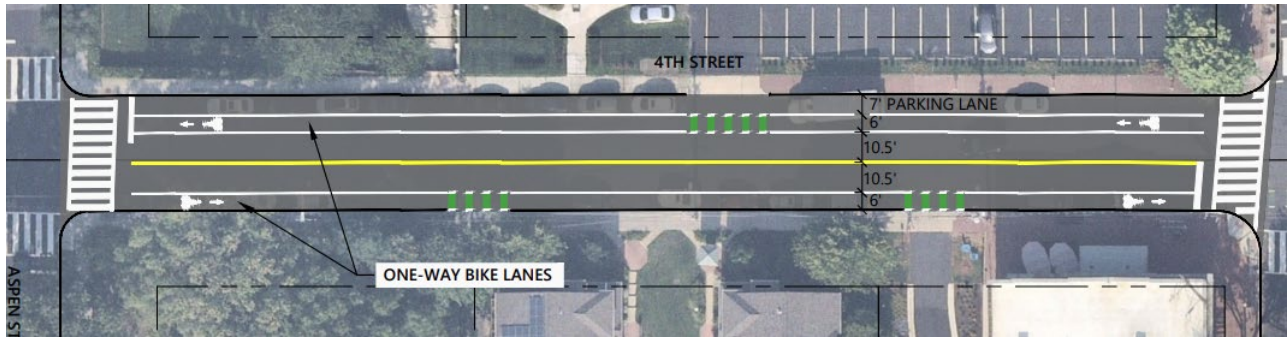 4TH STREET
7' PARKING LANE
6'
10.5'
10.5'
6'
ONE-WAY BIKE LANES
ASPEN ST